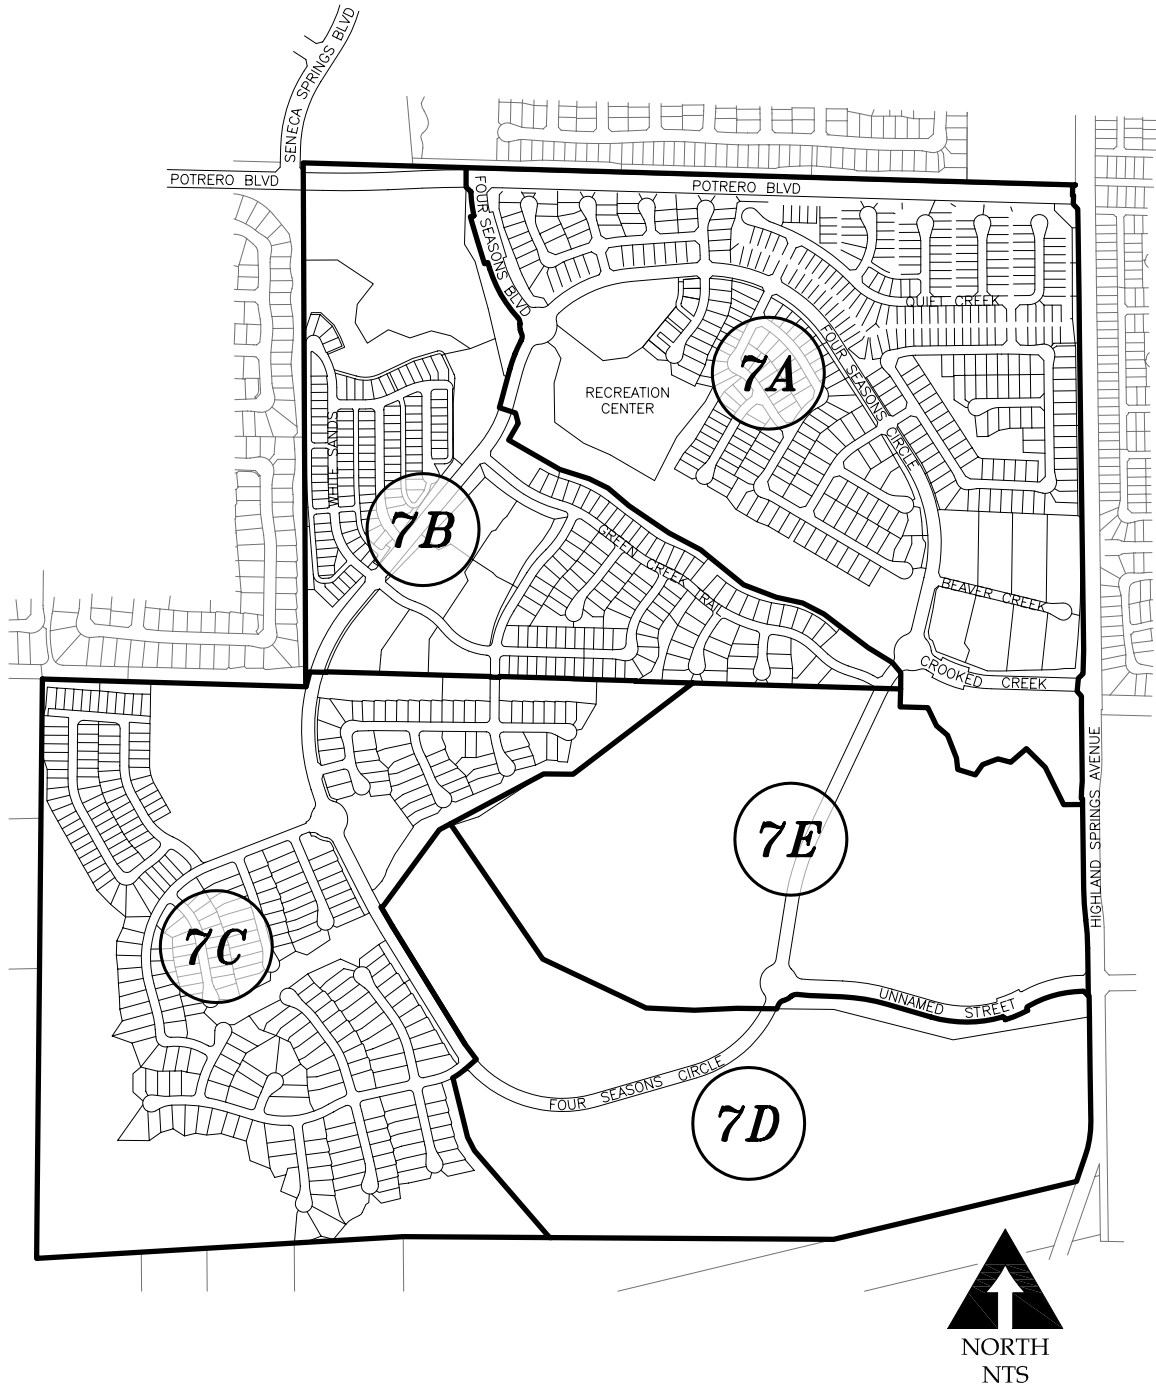 SENECA SPRINGS BLVD
POTRERO BLVD
POTRERO BLVD
FOUR SEASONS BLVD
QUIET CREEK
FOUR SEASONS CIRCLE
7A
RECREATION
CENTER
WHITE SANDS
7B
GREEN CREEK TRAIL
BEAVER CREEK
CROOKED CREEK
HIGHLAND SPRINGS AVENUE
7E
7C
UNNAMED STREET
FOUR SEASONS CIRCLE
7D
NORTH
NTS